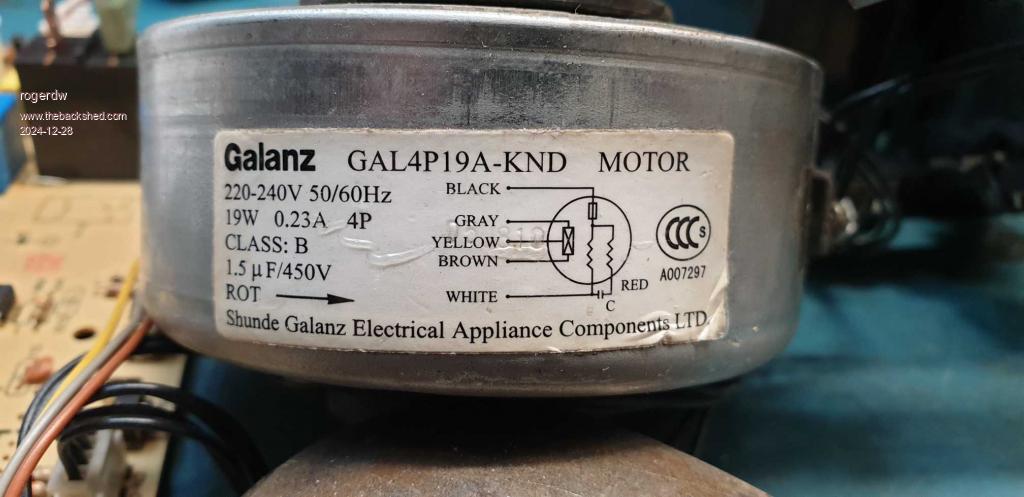 rogerdw
www.thebackshed.com
2024-12-28
Galanz GAL4P19A-KND MOTOR
220-240V 50/60Hz
19W 0.23A 4P
CLASS: B
1.5 μF/450V
ROT
BLACK
GRAY
YELLOW
BROWN
WHITE
RED
C
CCC S
A007297
Shunde Galanz Electrical Appliance Components LTD.